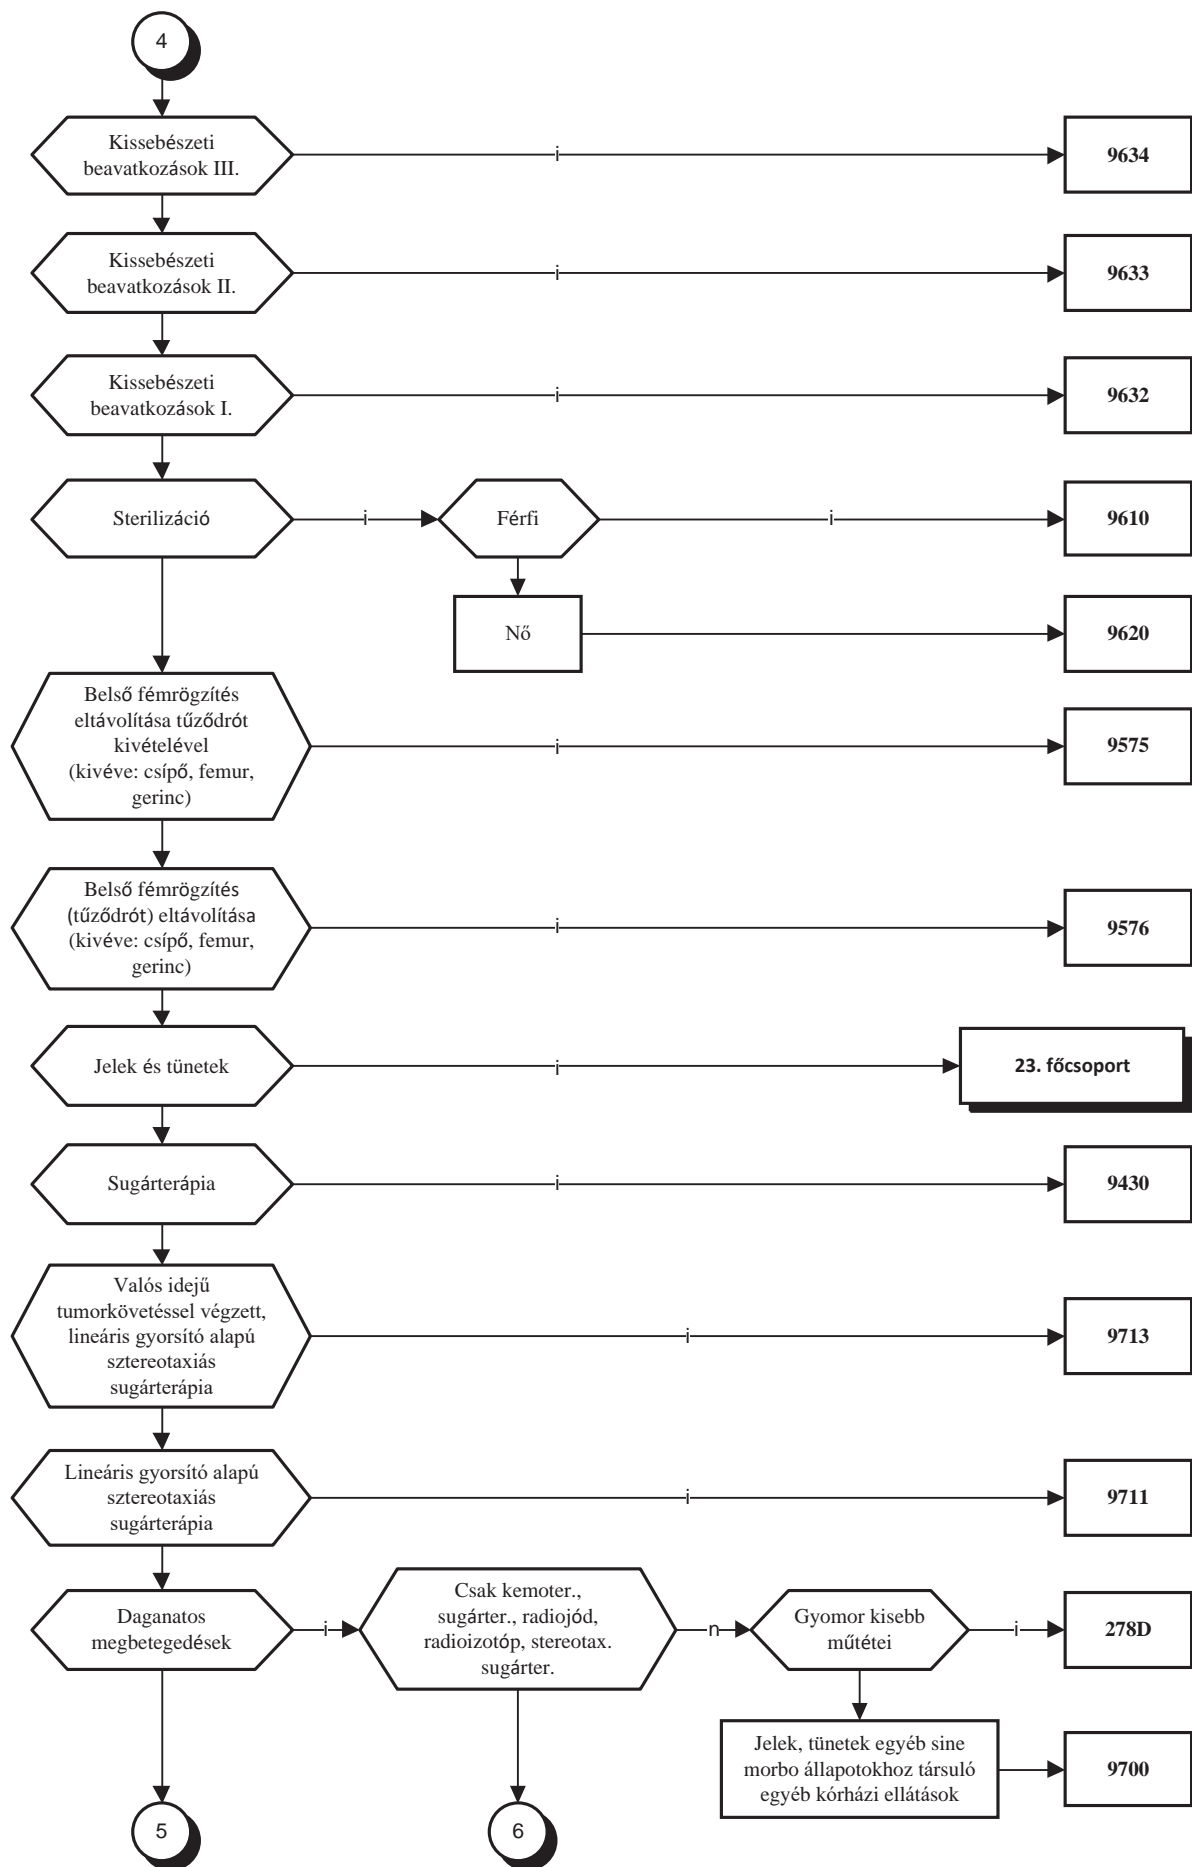 4
Kissebészeti
beavatkozások III.
i
9634
Kissebészeti
beavatkozások II.
i
9633
Kissebészeti
beavatkozások I.
i
9632
Sterilizáció
i
Férfi
i
9610
Nő
9620
Belső fémrögzítés
eltávolítása tűződrót
kivételével
(kivéve: csípő, femur,
gerinc)
i
9575
Belső fémrögzítés
(tűződrót) eltávolítása
(kivéve: csípő, femur,
gerinc)
i
9576
Jelek és tünetek
i
23. főcsoport
Sugárterápia
i
9430
Valós idejű
tumorkövetéssel végzett,
lineáris gyorsító alapú
sztereotaxiás
sugárterápia
i
9713
Lineáris gyorsító alapú
sztereotaxiás
sugárterápia
i
9711
Daganatos
megbetegedések
i
Csak kemoter.,
sugárter., radiojód,
radioizotóp, stereotax.
sugárter.
n
Gyomor kisebb
műtétei
i
278D
Jelek, tünetek egyéb sine
morbo állapotokhoz társuló
egyéb kórházi ellátások
9700
5
6